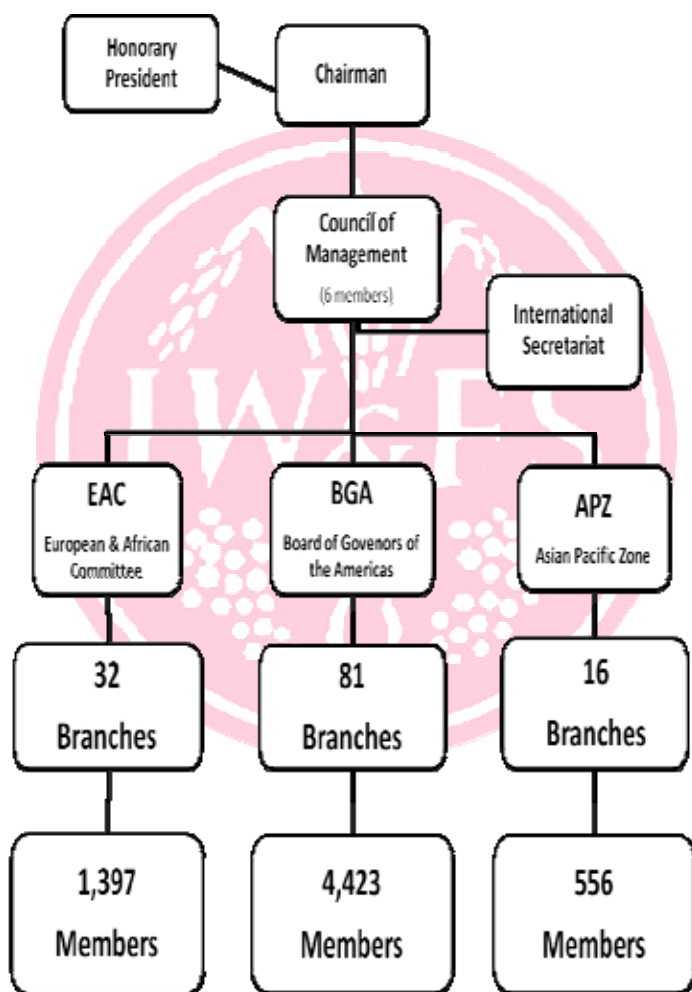 Honorary
President
Chairman
Council of
Management
(6 members)
International
Secretariat
IW&FS
EAC
European & African
Committee
BGA
Board of Govenors of
the Americas
APZ
Asian Pacific Zone
32
Branches
81
Branches
16
Branches
1,397
Members
4,423
Members
556
Members